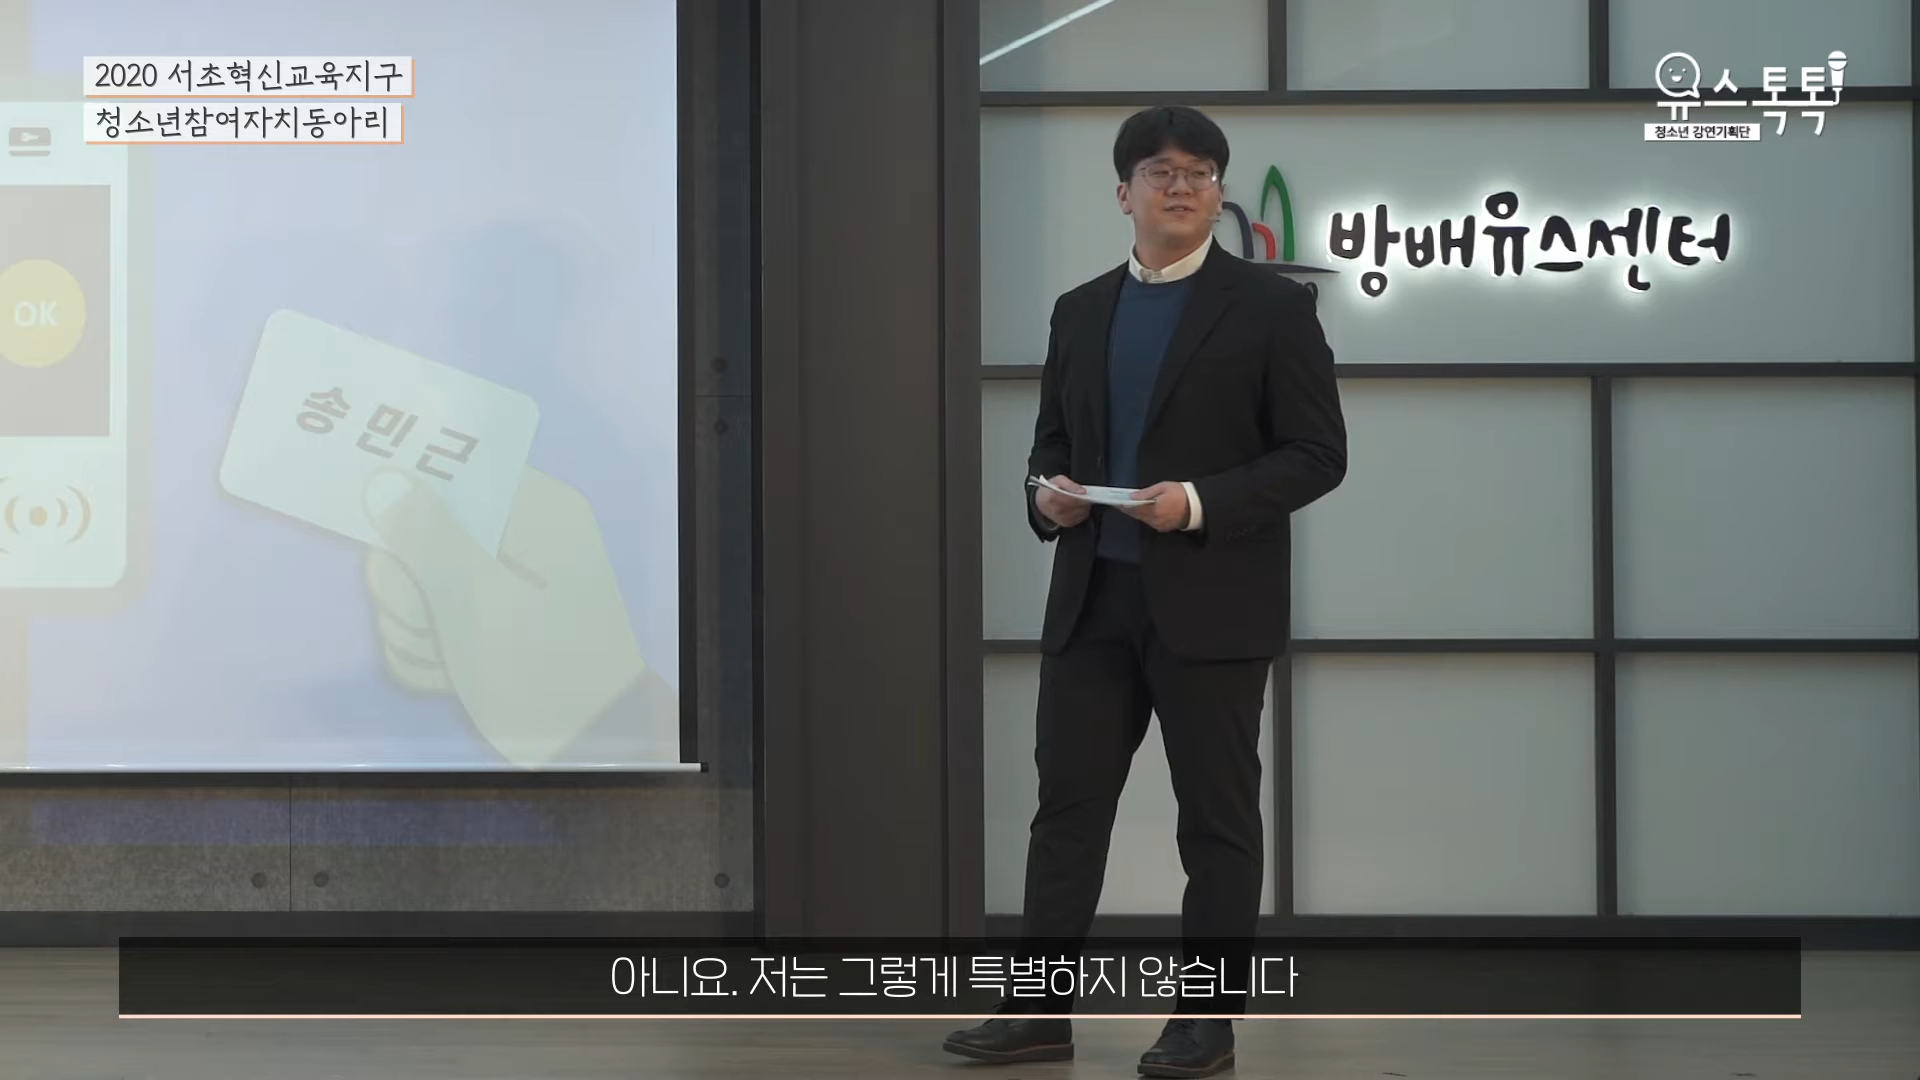 2020 서초혁신교육지구
청소년참여자치동아리
유스톡톡
청소년 강연기획단
방배유스센터
OK
송민근
아니요. 저는 그렇게 특별하지 않습니다